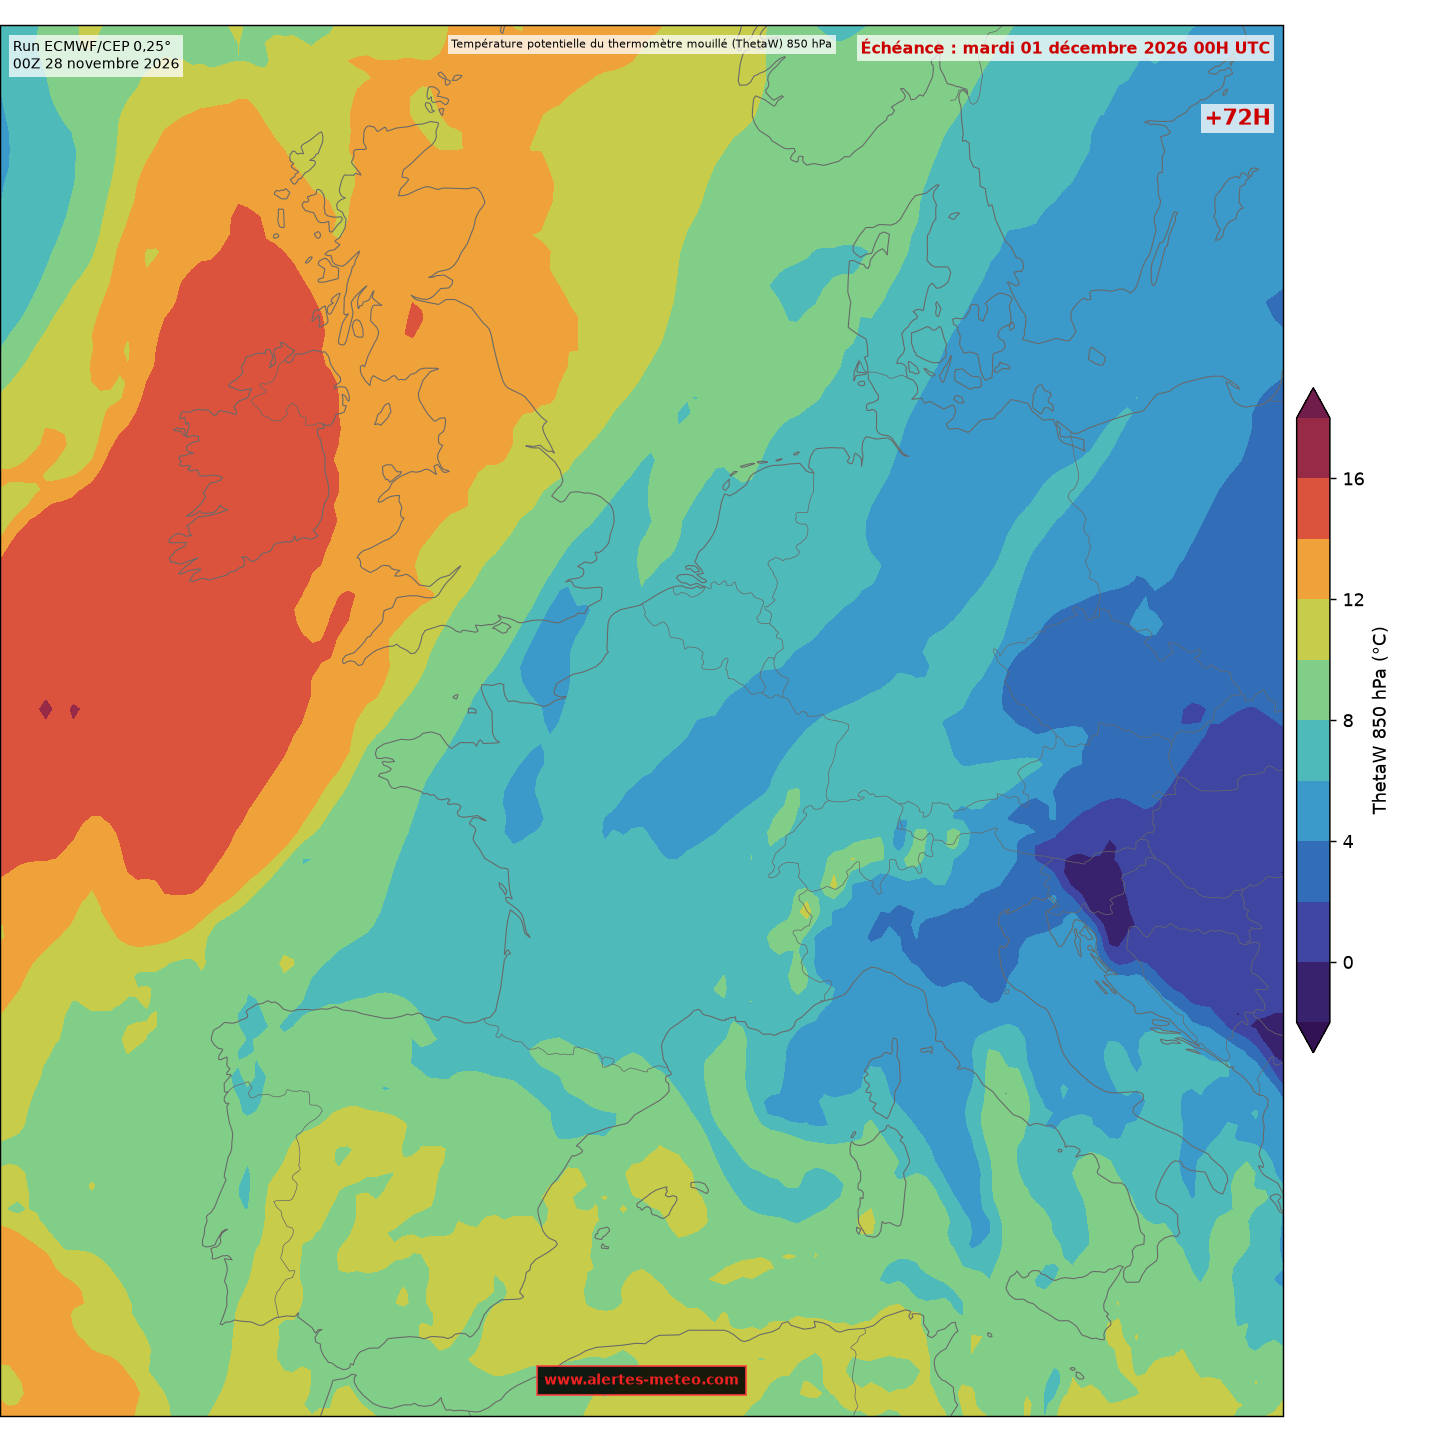 Run ECMWF/CEP 0,25°
00Z 28 novembre 2026
Température potentielle du thermomètre mouillé (ThetaW) 850 hPa
Échéance : mardi 01 décembre 2026 00H UTC
+72H
16
12
8
4
0
ThetaW 850 hPa (°C)
www.alertes-meteo.com